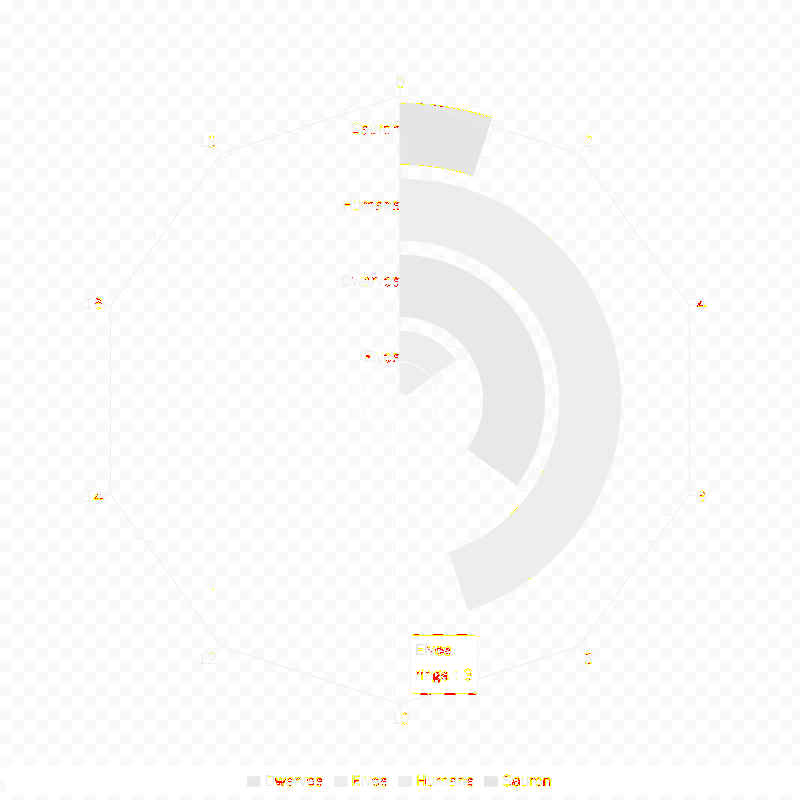 0
18 2
Sauron
Humans
Dwarves
16 4
Elves
14 6
Elves
12 8
rings : 3
10
Dwarves Elves Humans Sauron